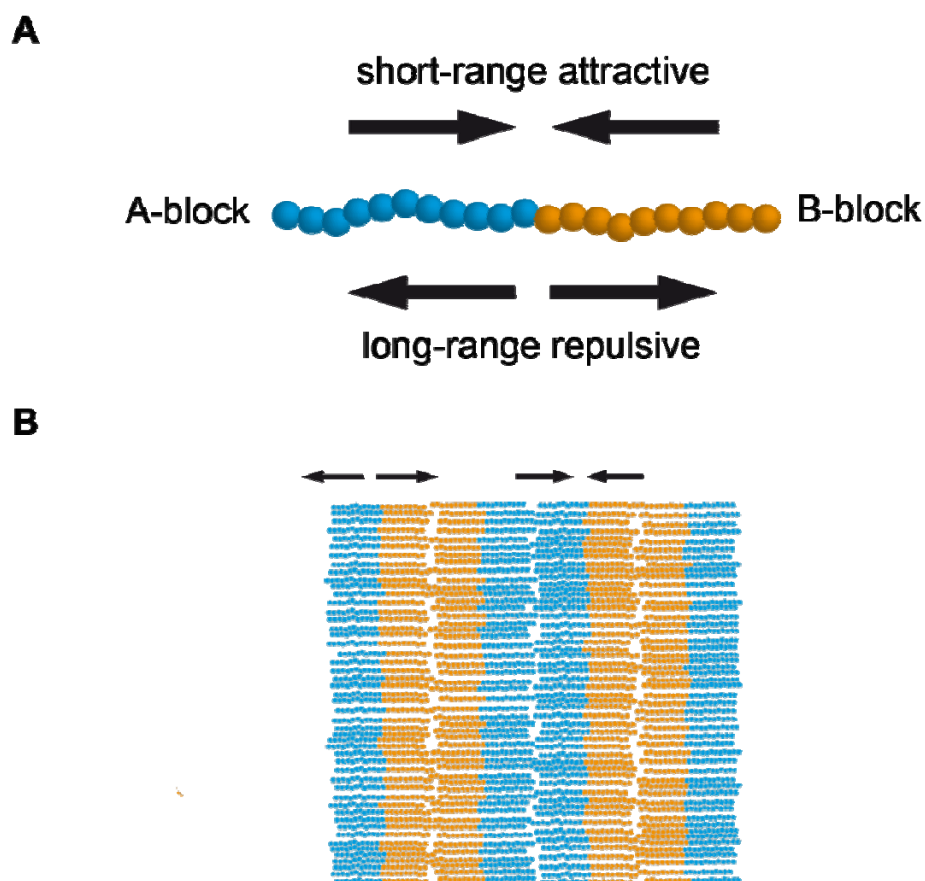 A
short-range attractive
A-block
B-block
long-range repulsive
B